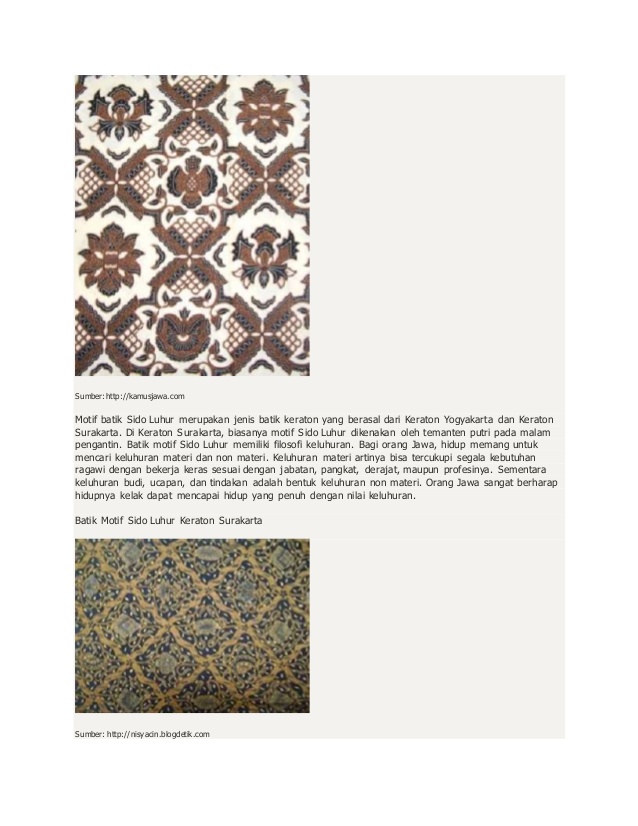 Sumber: http://kamusjawa.com
Motif batik Sido Luhur merupakan jenis batik keraton yang berasal dari Keraton Yogyakarta dan Keraton
Surakarta. Di Keraton Surakarta, biasanya motif Sido Luhur dikenakan oleh temanten putri pada malam
pengantin. Batik motif Sido Luhur memiliki filosofi keluhuran. Bagi orang Jawa, hidup memang untuk
mencari keluhuran materi dan non materi. Keluhuran materi artinya bisa tercukupi segala kebutuhan
ragawi dengan bekerja keras sesuai dengan jabatan, pangkat, derajat, maupun profesinya. Sementara
keluhuran budi, ucapan, dan tindakan adalah bentuk keluhuran non materi. Orang Jawa sangat berharap
hidupnya kelak dapat mencapai hidup yang penuh dengan nilai keluhuran.
Batik Motif Sido Luhur Keraton Surakarta
Sumber: http://nisyacin.blogdetik.com